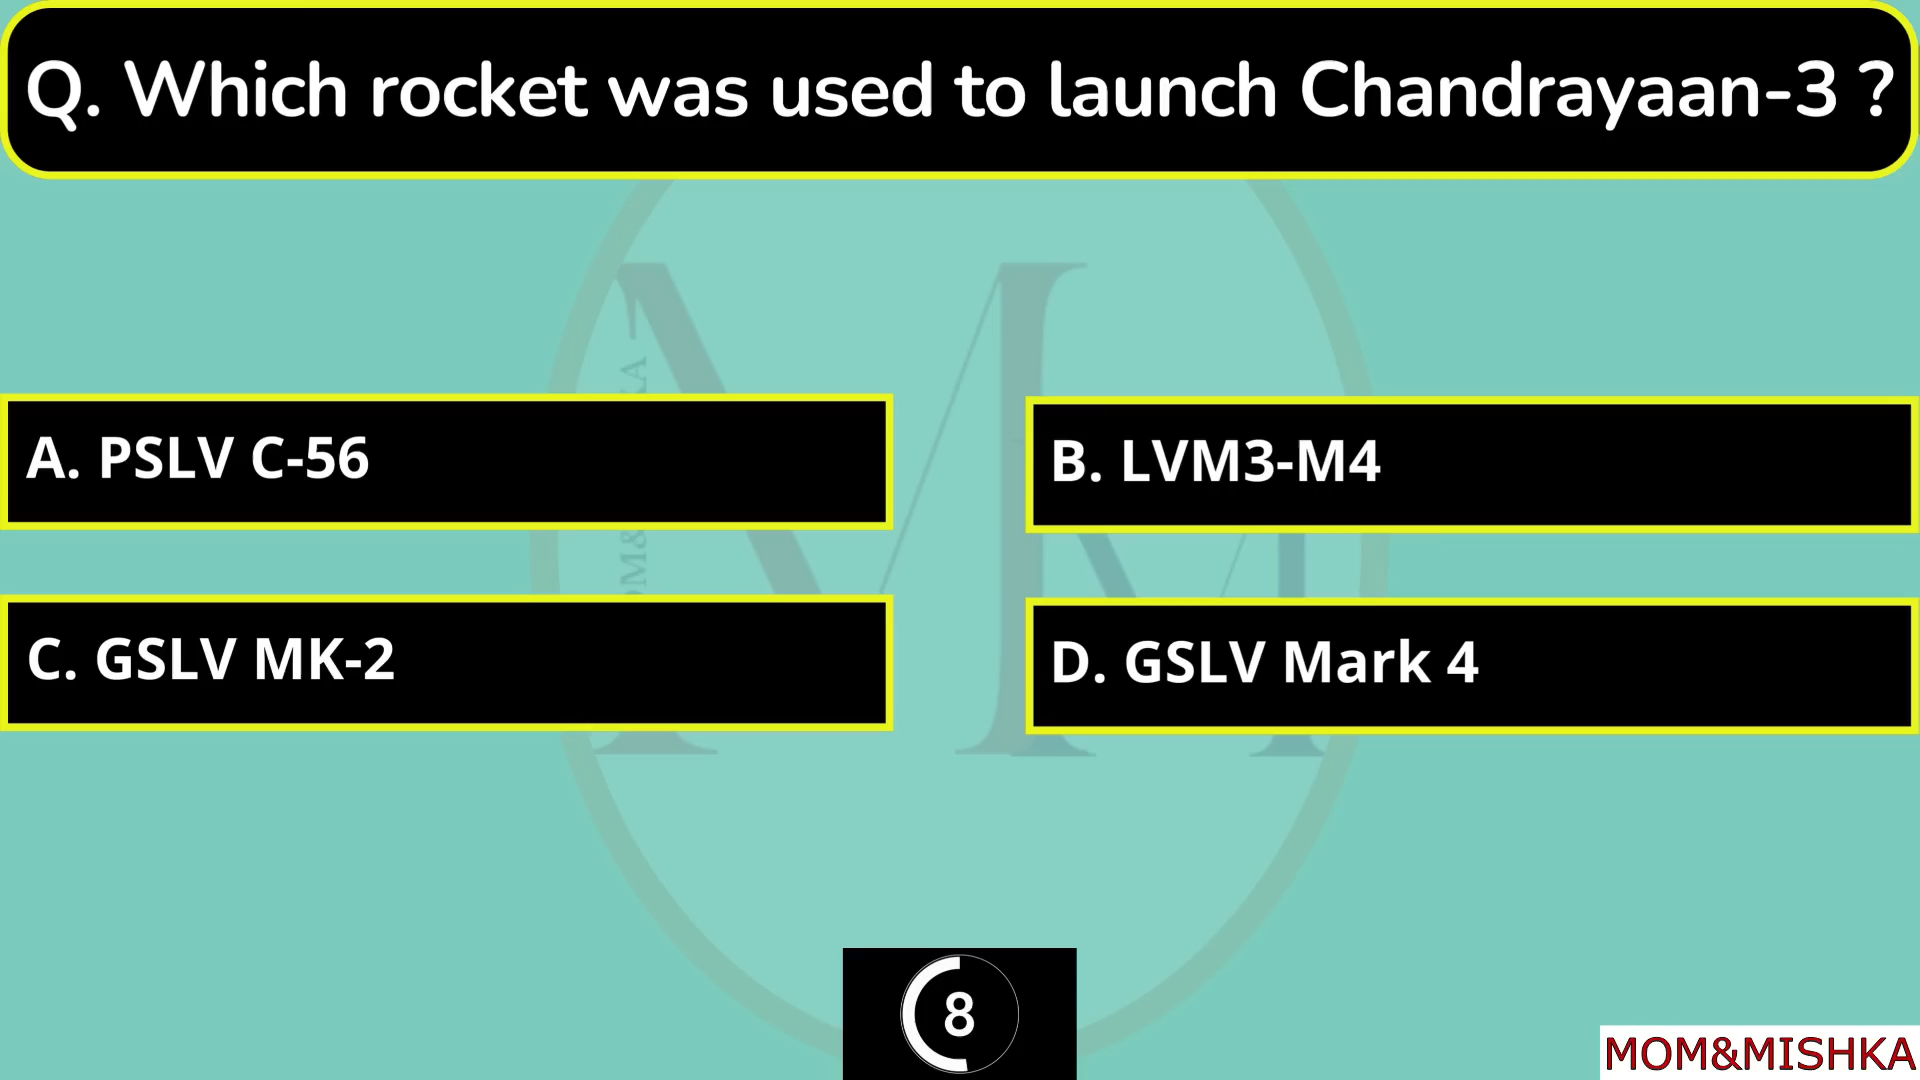 Q. Which rocket was used to launch Chandrayaan-3 ?
A. PSLV C-56
B. LVM3-M4
C. GSLV MK-2
D. GSLV Mark 4
8
MOM&MISHKA